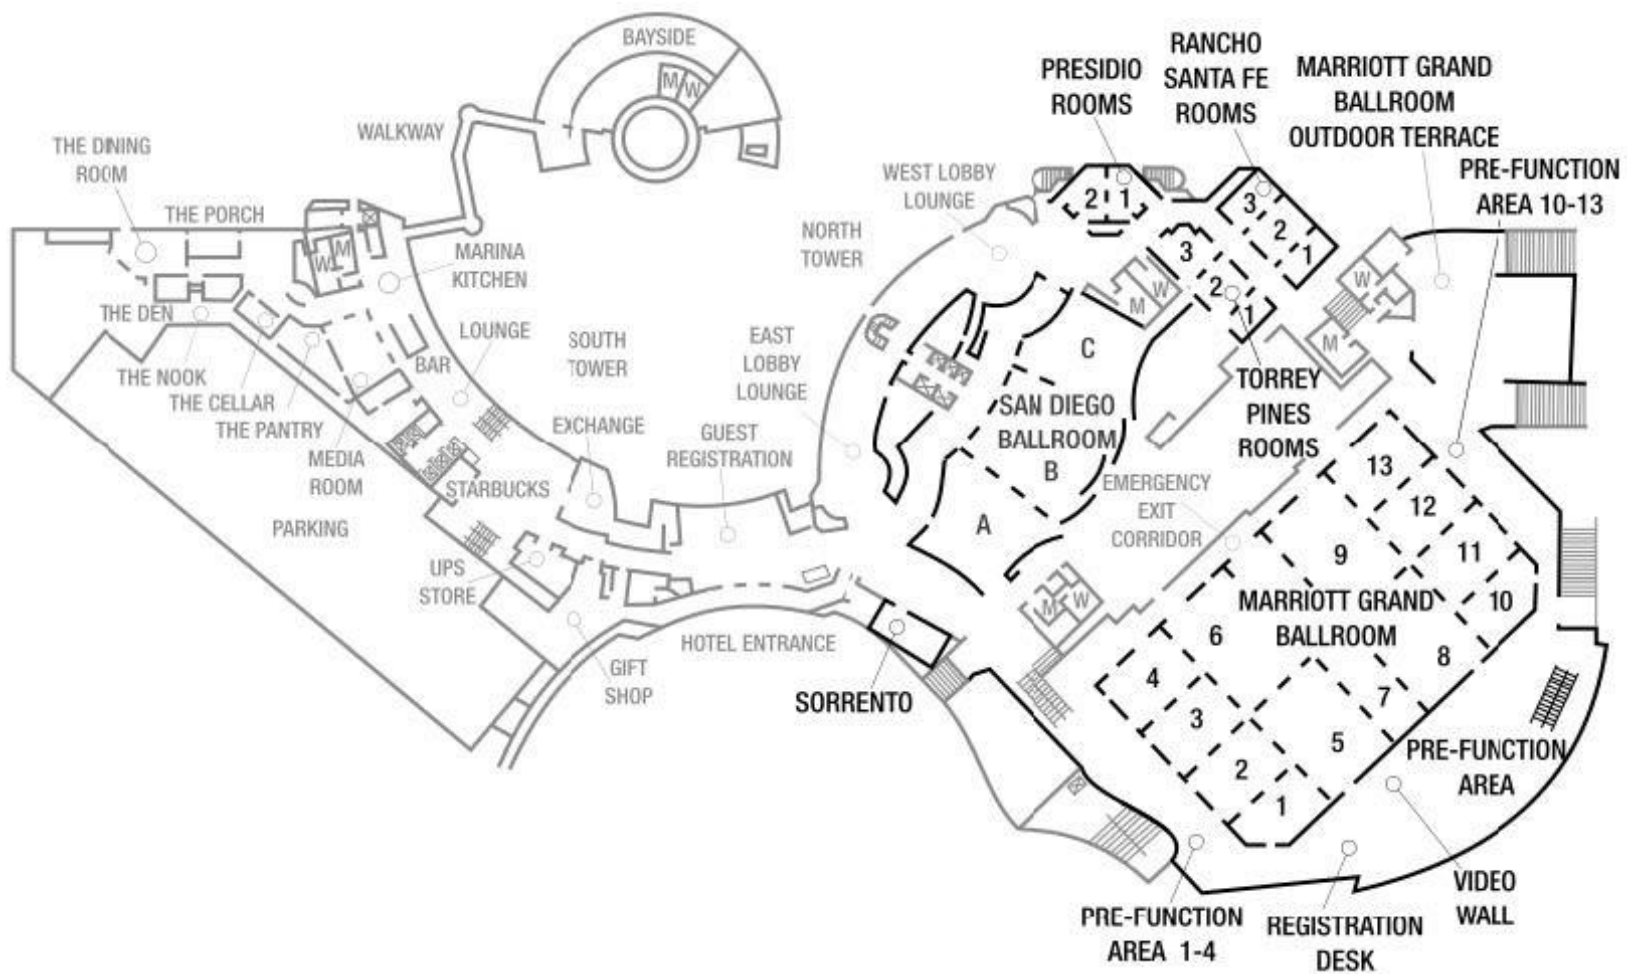 BAYSIDE
M
W
WALKWAY
THE DINING
ROOM
THE PORCH
W
M
MARINA
KITCHEN
THE DEN
LOUNGE
BAR
THE NOOK
THE CELLAR
THE PANTRY
MEDIA
ROOM
STARBUCKS
PARKING
SOUTH
TOWER
EXCHANGE
GUEST
REGISTRATION
UPS
STORE
GIFT
SHOP
HOTEL ENTRANCE
EAST
LOBBY
LOUNGE
NORTH
TOWER
WEST LOBBY
LOUNGE
PRESIDIO
ROOMS
2
1
RANCHO
SANTA FE
ROOMS
3
2
1
MARRIOTT GRAND
BALLROOM
OUTDOOR TERRACE
PRE-FUNCTION
AREA 10-13
3
2
1
M
W
W
M
TORREY
PINES
ROOMS
C
SAN DIEGO
BALLROOM
B
A
EMERGENCY
EXIT
CORRIDOR
M
W
SORRENTO
13
12
11
10
9
MARRIOTT GRAND
BALLROOM
8
7
6
5
4
3
2
1
PRE-FUNCTION
AREA
VIDEO
WALL
REGISTRATION
DESK
PRE-FUNCTION
AREA 1-4